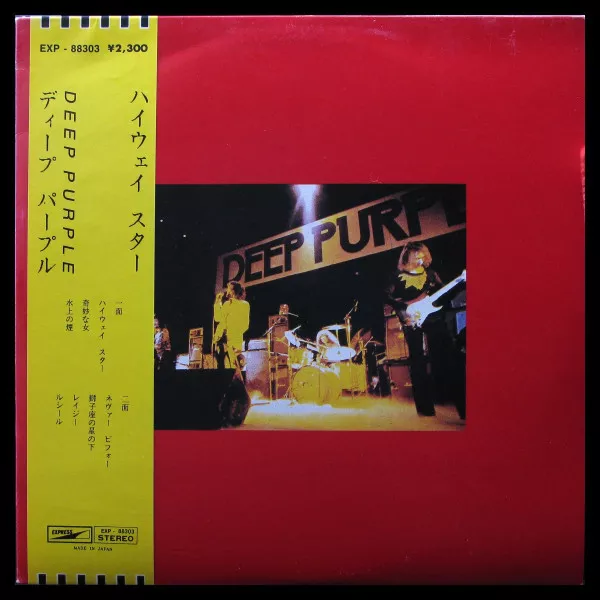 EXP - 88303 ¥2,300
ハイウェイ スター
DEEP PURPLE
ディープ パープル
一面
ハイウェイ スター
奇妙な女
水上の煙
二面
ネヴァー ビフォー
獅子座の星の下
レイジー
ルシール
EXPRESS
EXP - 88303
STEREO
MADE IN JAPAN
DEEP PURPLE